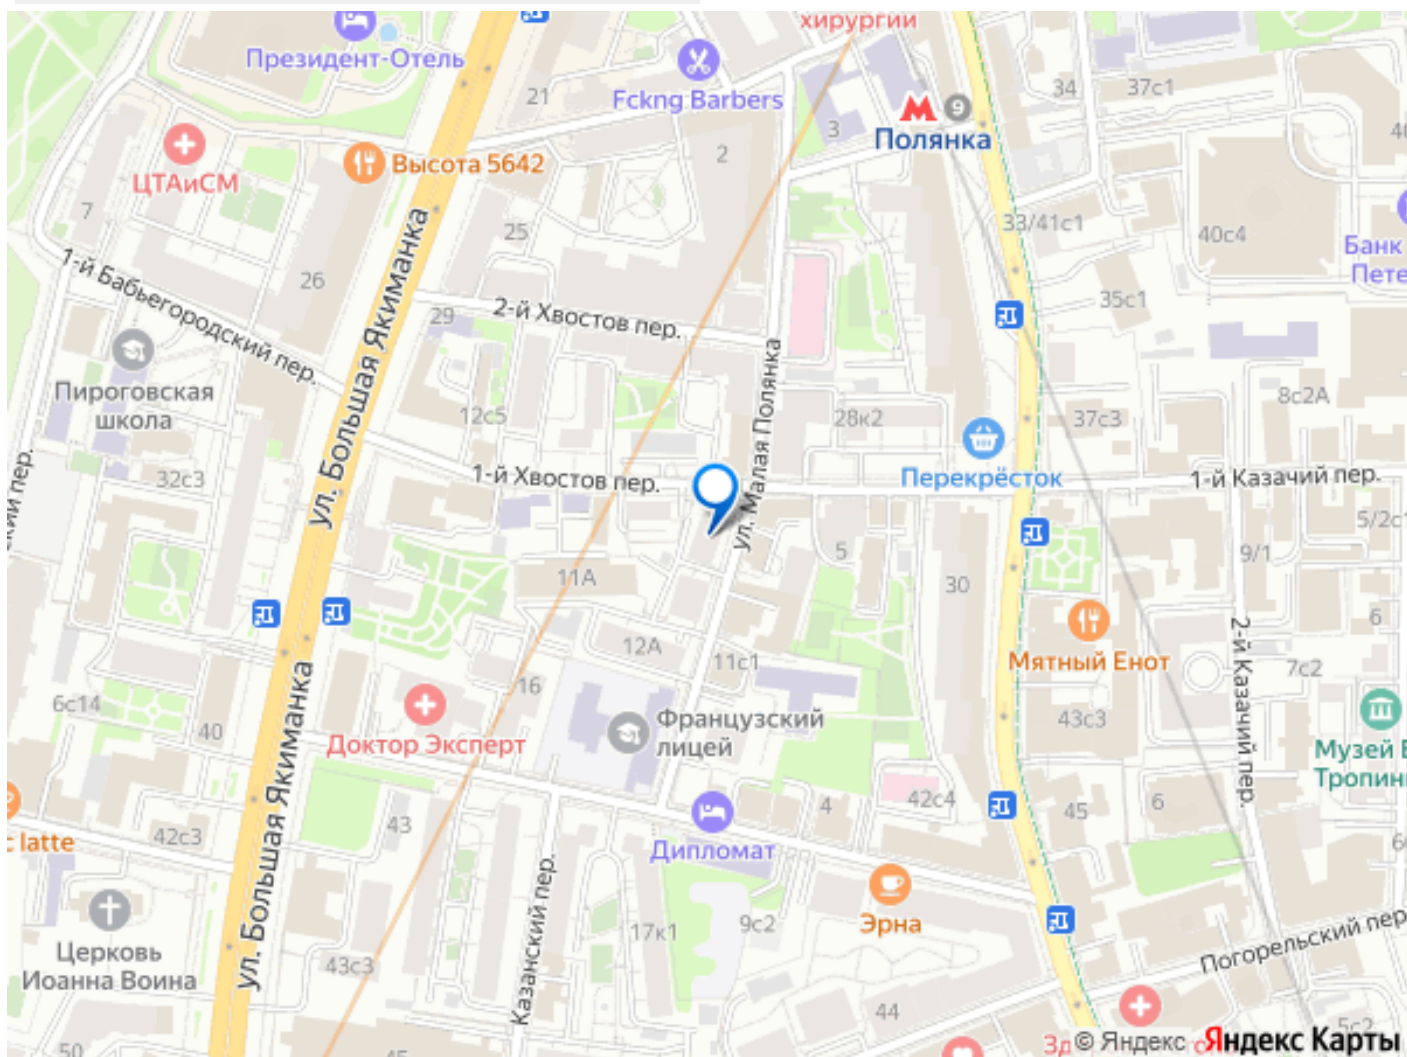 хирургии
Президент-Отель
Fckng Barbers
21
34
37с1
3
9
Полянка
2
Высота 5642
ЦТАиСМ
7
25
33/41с1
40с4
Банк
Пете
1-й Бабьегородский пер.
26
29
2-й Хвостов пер.
35с1
ул. Большая Якиманка
ул. Малая Полянка
Пироговская
школа
12с5
28к2
37с3
8с2А
32с3
1-й Хвостов пер.
Перекрёсток
1-й Казачий пер.
5/2с1
9/1
5
11А
30
12А
11с1
6
Мятный Енот
7с2
2-й Казачий пер.
6с14
40
16
Доктор Эксперт
Французский
лицей
43с3
Музей
Тропин
ул. Большая Якиманка
42с4
4
45
6
43
42с3
latte
Дипломат
Эрна
Казанский пер.
17к1
9с2
Церковь
Иоанна Воина
43с3
Погорельский пер
44
50
45
5с2
© Яндекс Яндекс Карты